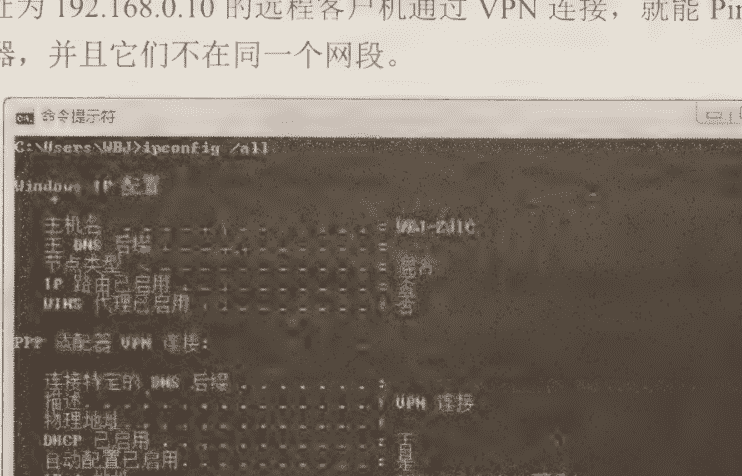 址为 192.168.0.10 的远程客户机通过 VPN 连接，就能 Pin
器，并且它们不在同一个网段。
命令提示符
C:\Users\WBJ>ipconfig /all
Windows IP 配置
主机名 . . . . . . . . . . . . . : WBJ-ZJIC
主 DNS 后缀 . . . . . . . . . . . :
节点类型 . . . . . . . . . . . . : 混合
IP 路由已启用 . . . . . . . . . . : 否
WINS 代理已启用 . . . . . . . . . : 否
PPP 适配器 VPN 连接:
连接特定的 DNS 后缀 . . . . . . . :
描述. . . . . . . . . . . . . . . : VPN 连接
物理地址. . . . . . . . . . . . . :
DHCP 已启用 . . . . . . . . . . . :
自动配置已启用. . . . . . . . . . : 是